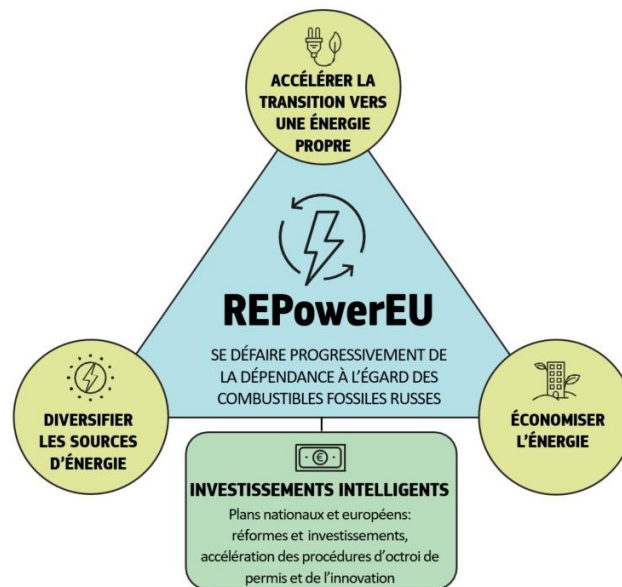 ACCÉLÉRER LA
TRANSITION VERS
UNE ÉNERGIE
PROPRE
REPowerEU
SE DÉFAIRE PROGRESSIVEMENT DE
LA DÉPENDANCE À L'ÉGARD DES
COMBUSTIBLES FOSSILES RUSSES
DIVERSIFIER
LES SOURCES
D'ÉNERGIE
ÉCONOMISER
L'ÉNERGIE
€
INVESTISSEMENTS INTELLIGENTS
Plans nationaux et européens:
réformes et investissements,
accélération des procédures d'octroi de
permis et de l'innovation